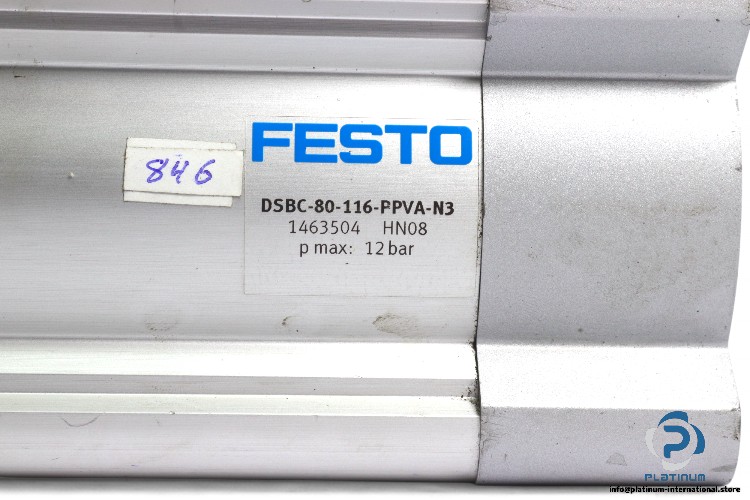 FESTO
846
DSBC-80-116-PPVA-N3
1463504 HN08
p max: 12 bar
PLATINUM
info@platinum-international.store